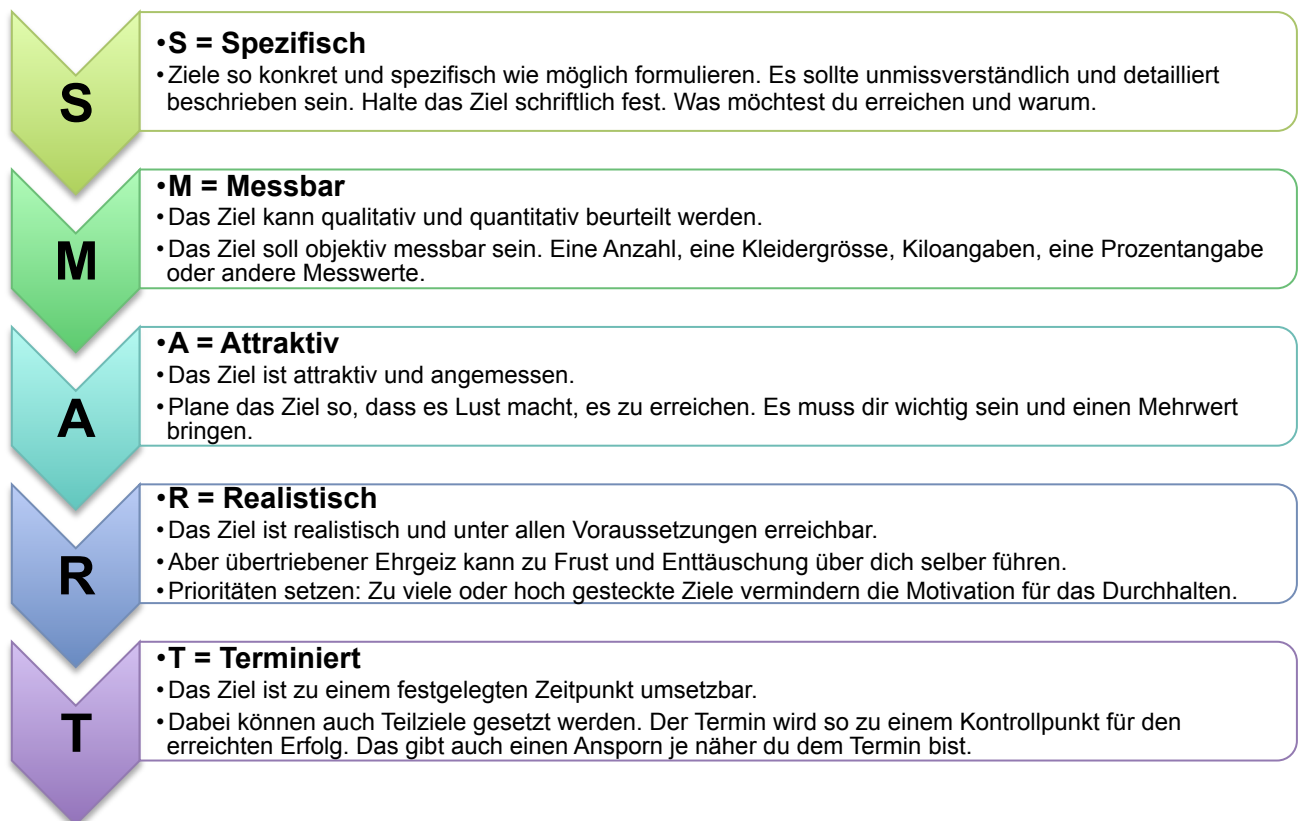 S
•S = Spezifisch
•Ziele so konkret und spezifisch wie möglich formulieren. Es sollte unmissverständlich und detailliert
beschrieben sein. Halte das Ziel schriftlich fest. Was möchtest du erreichen und warum.
M
•M = Messbar
•Das Ziel kann qualitativ und quantitativ beurteilt werden.
•Das Ziel soll objektiv messbar sein. Eine Anzahl, eine Kleidergrösse, Kiloangaben, eine Prozentangabe
oder andere Messwerte.
A
•A = Attraktiv
•Das Ziel ist attraktiv und angemessen.
•Plane das Ziel so, dass es Lust macht, es zu erreichen. Es muss dir wichtig sein und einen Mehrwert
bringen.
R
•R = Realistisch
•Das Ziel ist realistisch und unter allen Voraussetzungen erreichbar.
•Aber übertriebener Ehrgeiz kann zu Frust und Enttäuschung über dich selber führen.
•Prioritäten setzen: Zu viele oder hoch gesteckte Ziele vermindern die Motivation für das Durchhalten.
T
•T = Terminiert
•Das Ziel ist zu einem festgelegten Zeitpunkt umsetzbar.
•Dabei können auch Teilziele gesetzt werden. Der Termin wird so zu einem Kontrollpunkt für den
erreichten Erfolg. Das gibt auch einen Ansporn je näher du dem Termin bist.